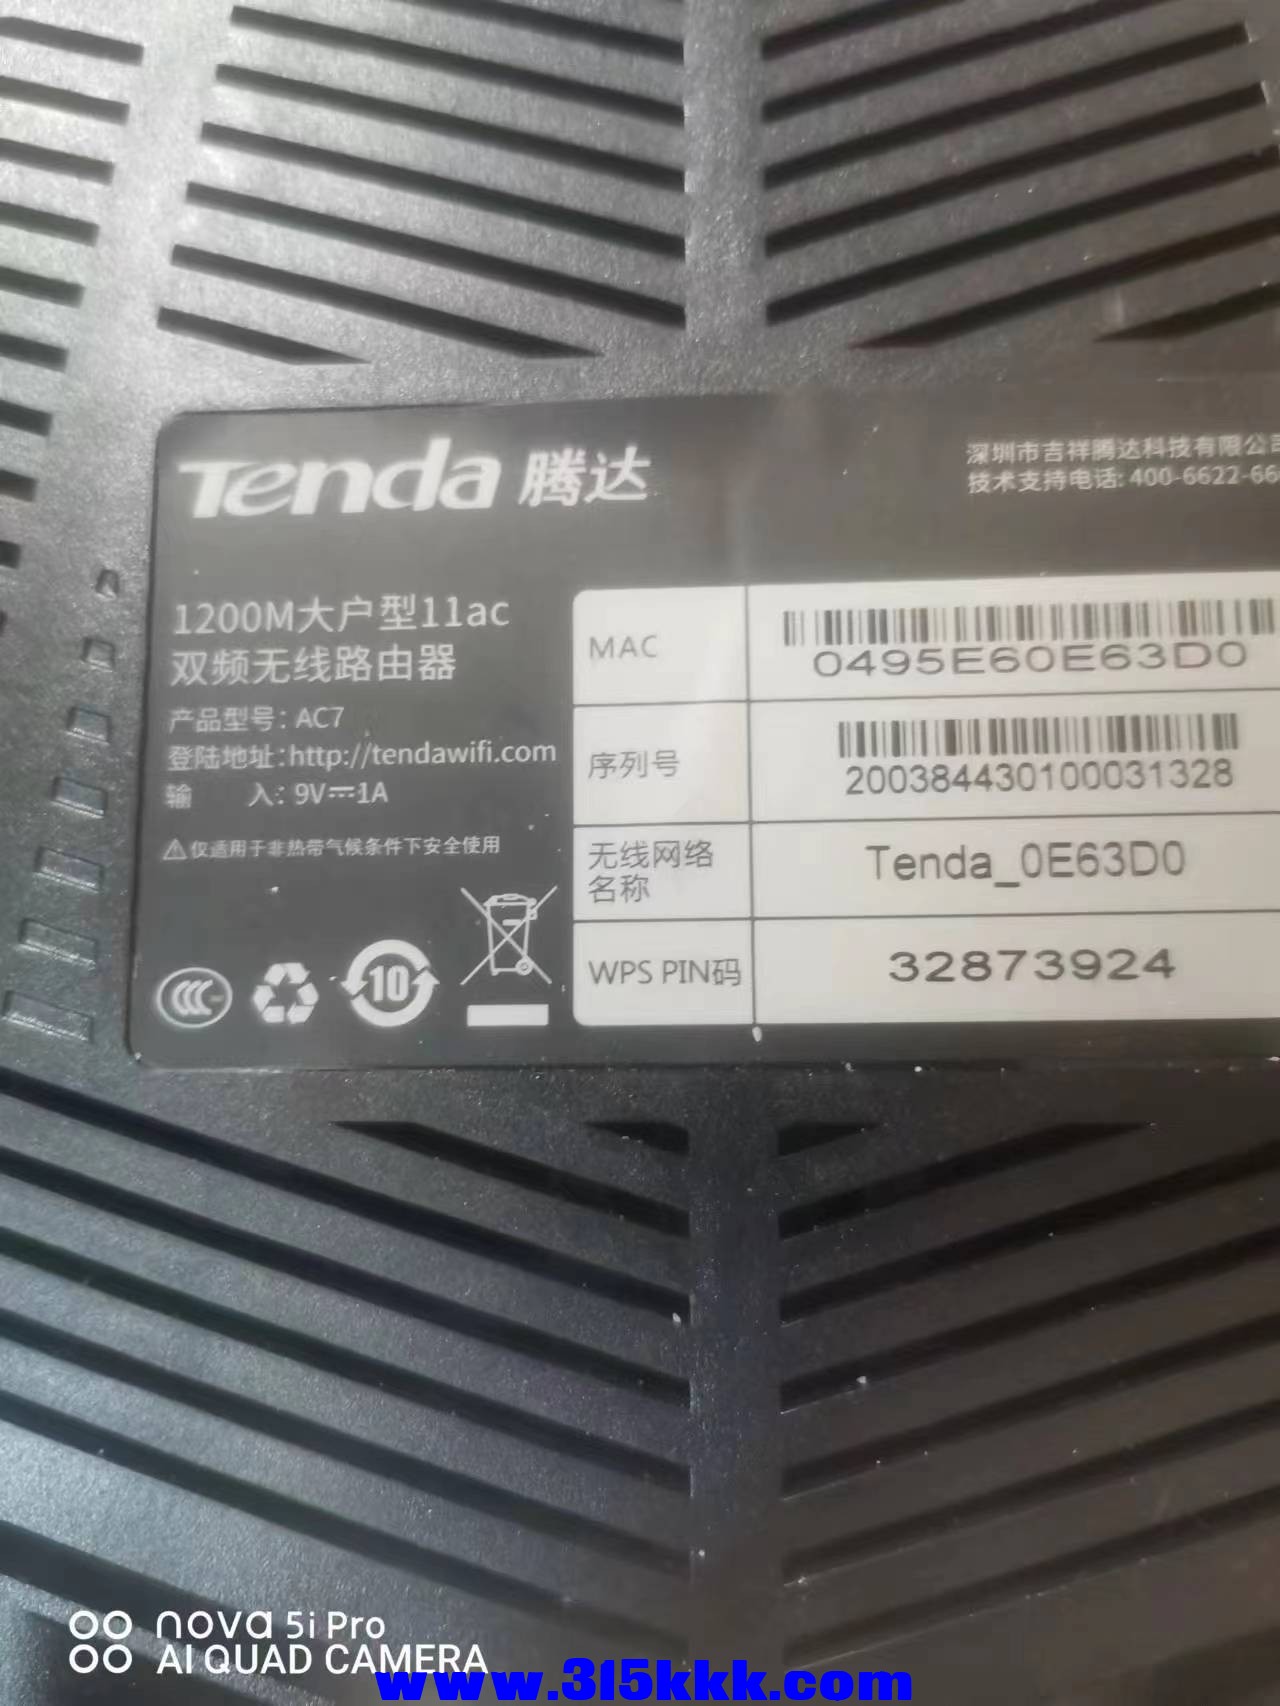 Tenda 腾达
深圳市吉祥腾达科技有限公司
技术支持电话: 400-6622-66
1200M大户型11ac
双频无线路由器
产品型号: AC7
登陆地址:http://tendawifi.com
输 入: 9V⎓1A
仅适用于非热带气候条件下安全使用
CCC
10
MAC
0495E60E63D0
序列号
200384430100031328
无线网络
名称
Tenda_0E63D0
WPS PIN码
32873924
nova 5i Pro
AI QUAD CAMERA
www.315kkk.com